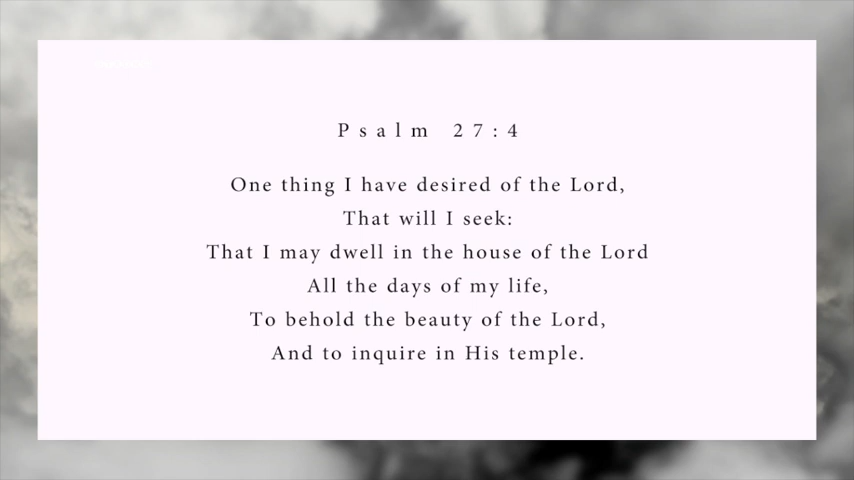 Psalm 27:4
One thing I have desired of the Lord,
That will I seek:
That I may dwell in the house of the Lord
All the days of my life,
To behold the beauty of the Lord,
And to inquire in His temple.